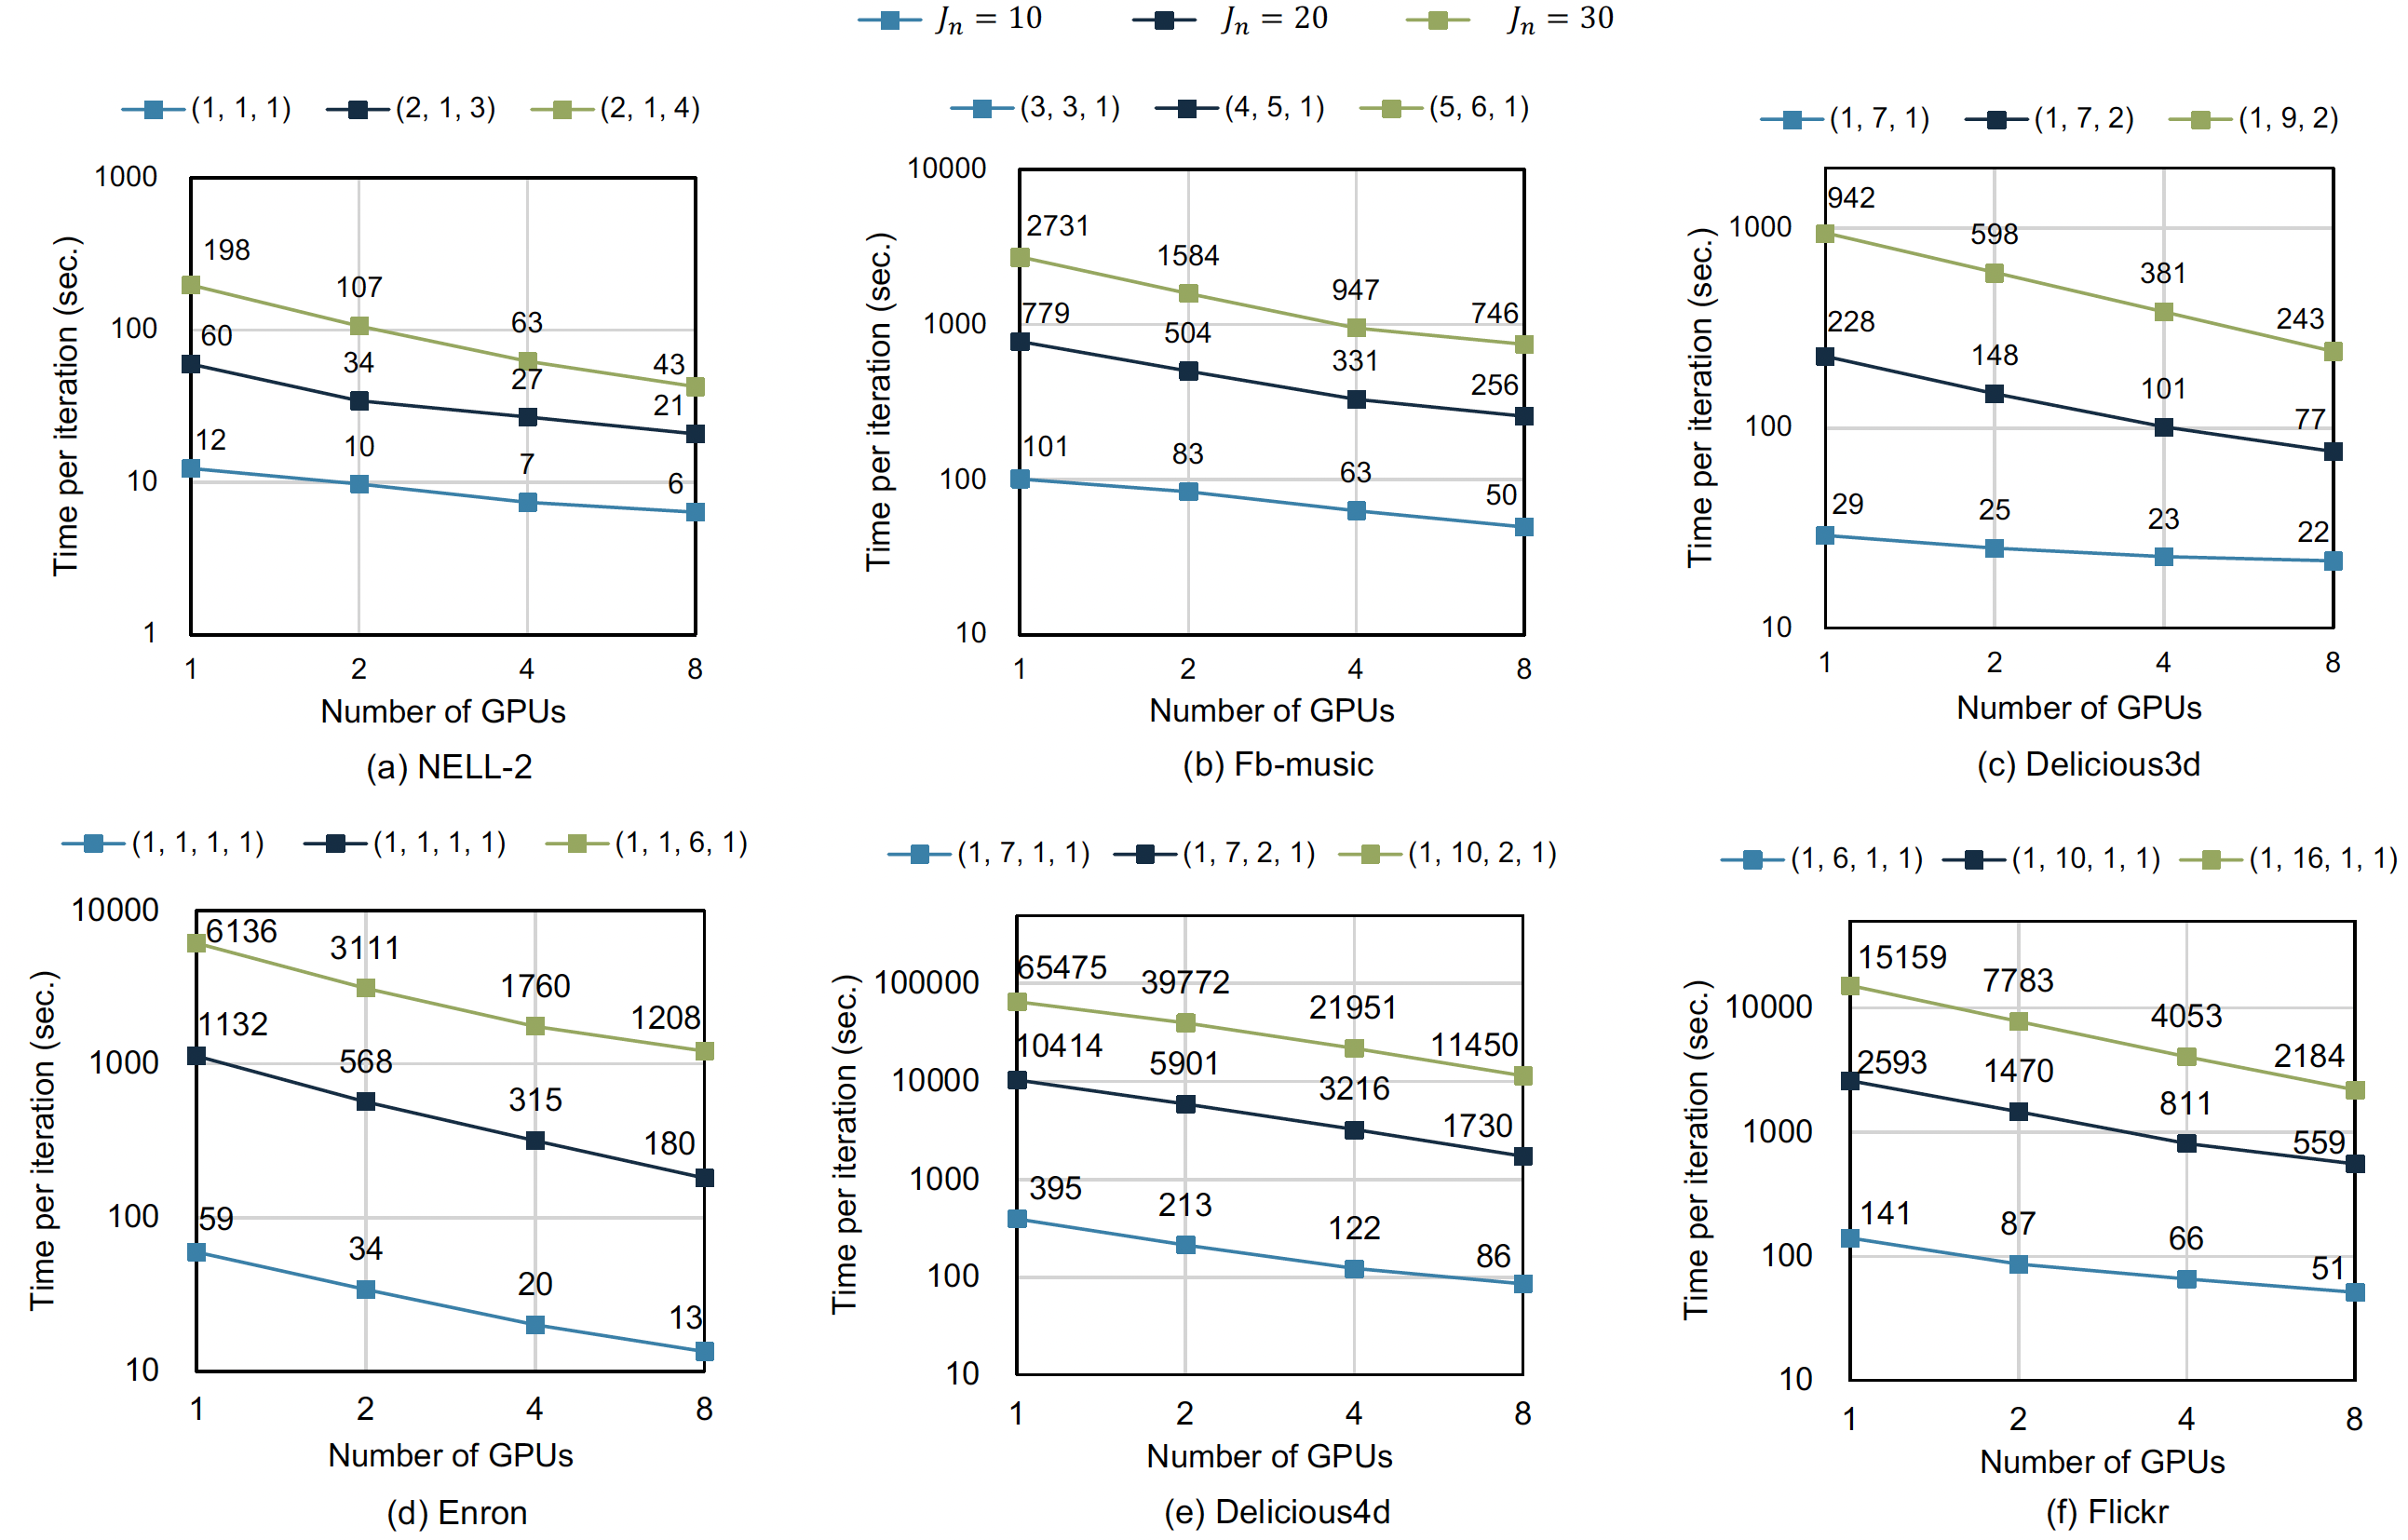 Jₙ = 10 Jₙ = 20 Jₙ = 30
(1, 1, 1) (2, 1, 3) (2, 1, 4)
1000
100
10
1
Time per iteration (sec.)
198 107 63 43
60 34 27 21
12 10 7 6
1 2 4 8
Number of GPUs
(a) NELL-2
(3, 3, 1) (4, 5, 1) (5, 6, 1)
10000
1000
100
10
Time per iteration (sec.)
2731 1584 947 746
779 504 331 256
101 83 63 50
1 2 4 8
Number of GPUs
(b) Fb-music
(1, 7, 1) (1, 7, 2) (1, 9, 2)
1000
100
10
Time per iteration (sec.)
942 598 381 243
228 148 101 77
29 25 23 22
1 2 4 8
Number of GPUs
(c) Delicious3d
(1, 1, 1, 1) (1, 1, 1, 1) (1, 1, 6, 1)
10000
1000
100
10
Time per iteration (sec.)
6136 3111 1760 1208
1132 568 315 180
59 34 20 13
1 2 4 8
Number of GPUs
(d) Enron
(1, 7, 1, 1) (1, 7, 2, 1) (1, 10, 2, 1)
100000
10000
1000
100
10
Time per iteration (sec.)
65475 39772 21951 11450
10414 5901 3216 1730
395 213 122 86
1 2 4 8
Number of GPUs
(e) Delicious4d
(1, 6, 1, 1) (1, 10, 1, 1) (1, 16, 1, 1)
10000
1000
100
10
Time per iteration (sec.)
15159 7783 4053 2184
2593 1470 811 559
141 87 66 51
1 2 4 8
Number of GPUs
(f) Flickr